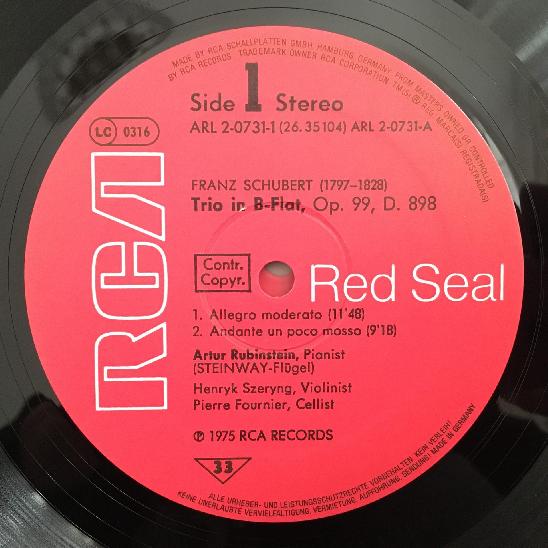 MADE BY RCA SCHALLPLATTEN GMBH HAMBURG, GERMANY, FROM MASTERS OWNED OR CONTROLLED
BY RCA RECORDS TRADEMARK OWNER RCA CORPORATION. TM(S) ® REG. MARCA(S) REGISTRADA(S)
Side 1 Stereo
LC 0316
ARL 2-0731-1 (26.35104) ARL 2-0731-A
FRANZ SCHUBERT (1797–1828)
Trio in B-Flat, Op. 99, D. 898
RCA
Contr.
Copyr.
Red Seal
1. Allegro moderato (11'48)
2. Andante un poco mosso (9'18)
Artur Rubinstein, Pianist
(STEINWAY-Flügel)
Henryk Szeryng, Violinist
Pierre Fournier, Cellist
℗ 1975 RCA RECORDS
33
ALLE URHEBER- UND LEISTUNGSSCHUTZRECHTE VORBEHALTEN. KEIN VERLEIH!
KEINE UNERLAUBTE VERVIELFÄLTIGUNG, VERMIETUNG, AUFFÜHRUNG, SENDUNG! MADE IN GERMANY